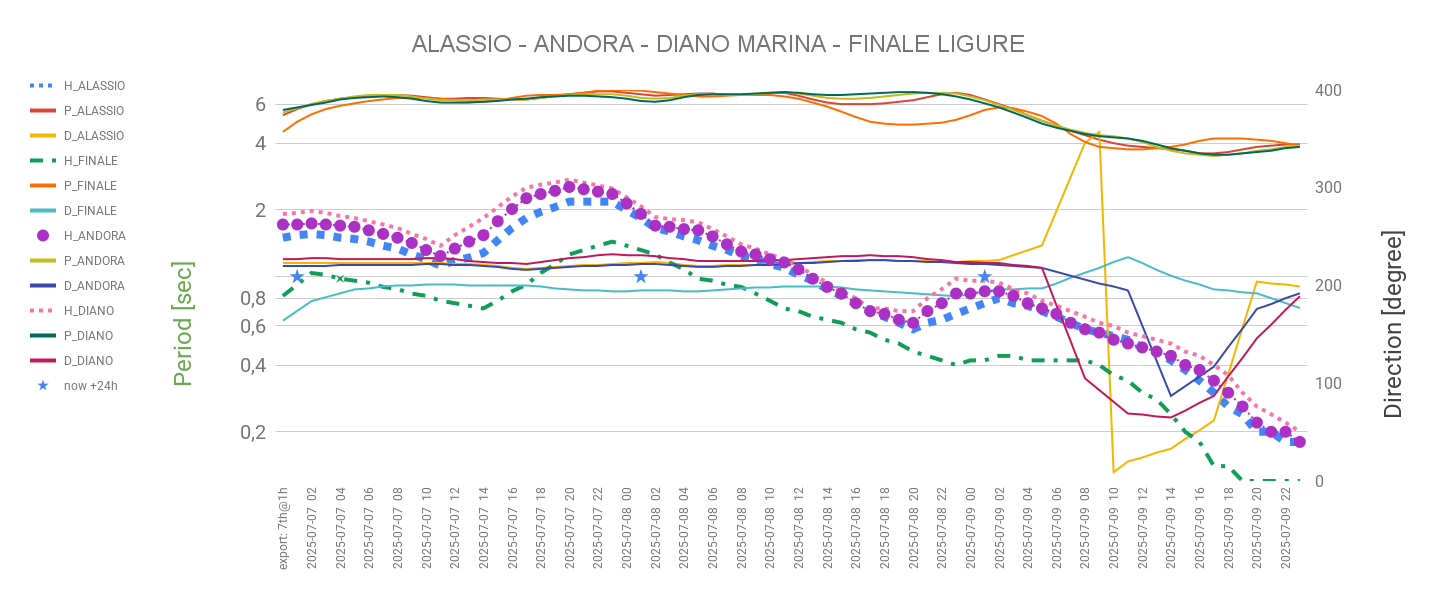 ALASSIO - ANDORA - DIANO MARINA - FINALE LIGURE
H_ALASSIO
P_ALASSIO
D_ALASSIO
H_FINALE
P_FINALE
D_FINALE
H_ANDORA
P_ANDORA
D_ANDORA
H_DIANO
P_DIANO
D_DIANO
now +24h
Period [sec]
6
4
2
0,8
0,6
0,4
0,2
400
300
200
100
0
Direction [degree]
export: 7th@1h
2025-07-07 02
2025-07-07 04
2025-07-07 06
2025-07-07 08
2025-07-07 10
2025-07-07 12
2025-07-07 14
2025-07-07 16
2025-07-07 18
2025-07-07 20
2025-07-07 22
2025-07-08 00
2025-07-08 02
2025-07-08 04
2025-07-08 06
2025-07-08 08
2025-07-08 10
2025-07-08 12
2025-07-08 14
2025-07-08 16
2025-07-08 18
2025-07-08 20
2025-07-08 22
2025-07-09 00
2025-07-09 02
2025-07-09 04
2025-07-09 06
2025-07-09 08
2025-07-09 10
2025-07-09 12
2025-07-09 14
2025-07-09 16
2025-07-09 18
2025-07-09 20
2025-07-09 22